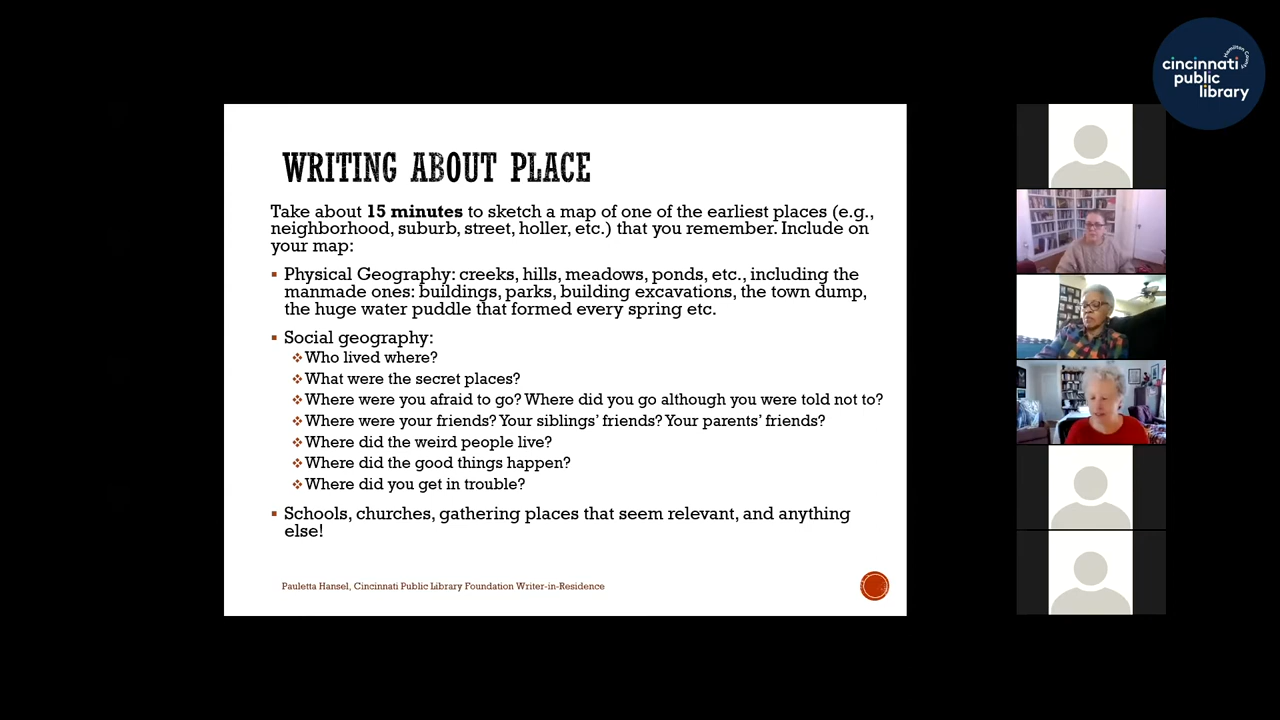 Hamilton County
cincinnati
public
library
WRITING ABOUT PLACE
Take about 15 minutes to sketch a map of one of the earliest places (e.g.,
neighborhood, suburb, street, holler, etc.) that you remember. Include on
your map:
▪ Physical Geography: creeks, hills, meadows, ponds, etc., including the
manmade ones: buildings, parks, building excavations, the town dump,
the huge water puddle that formed every spring etc.
▪ Social geography:
❖Who lived where?
❖What were the secret places?
❖Where were you afraid to go? Where did you go although you were told not to?
❖Where were your friends? Your siblings’ friends? Your parents’ friends?
❖Where did the weird people live?
❖Where did the good things happen?
❖Where did you get in trouble?
▪ Schools, churches, gathering places that seem relevant, and anything
else!
Pauletta Hansel, Cincinnati Public Library Foundation Writer-in-Residence